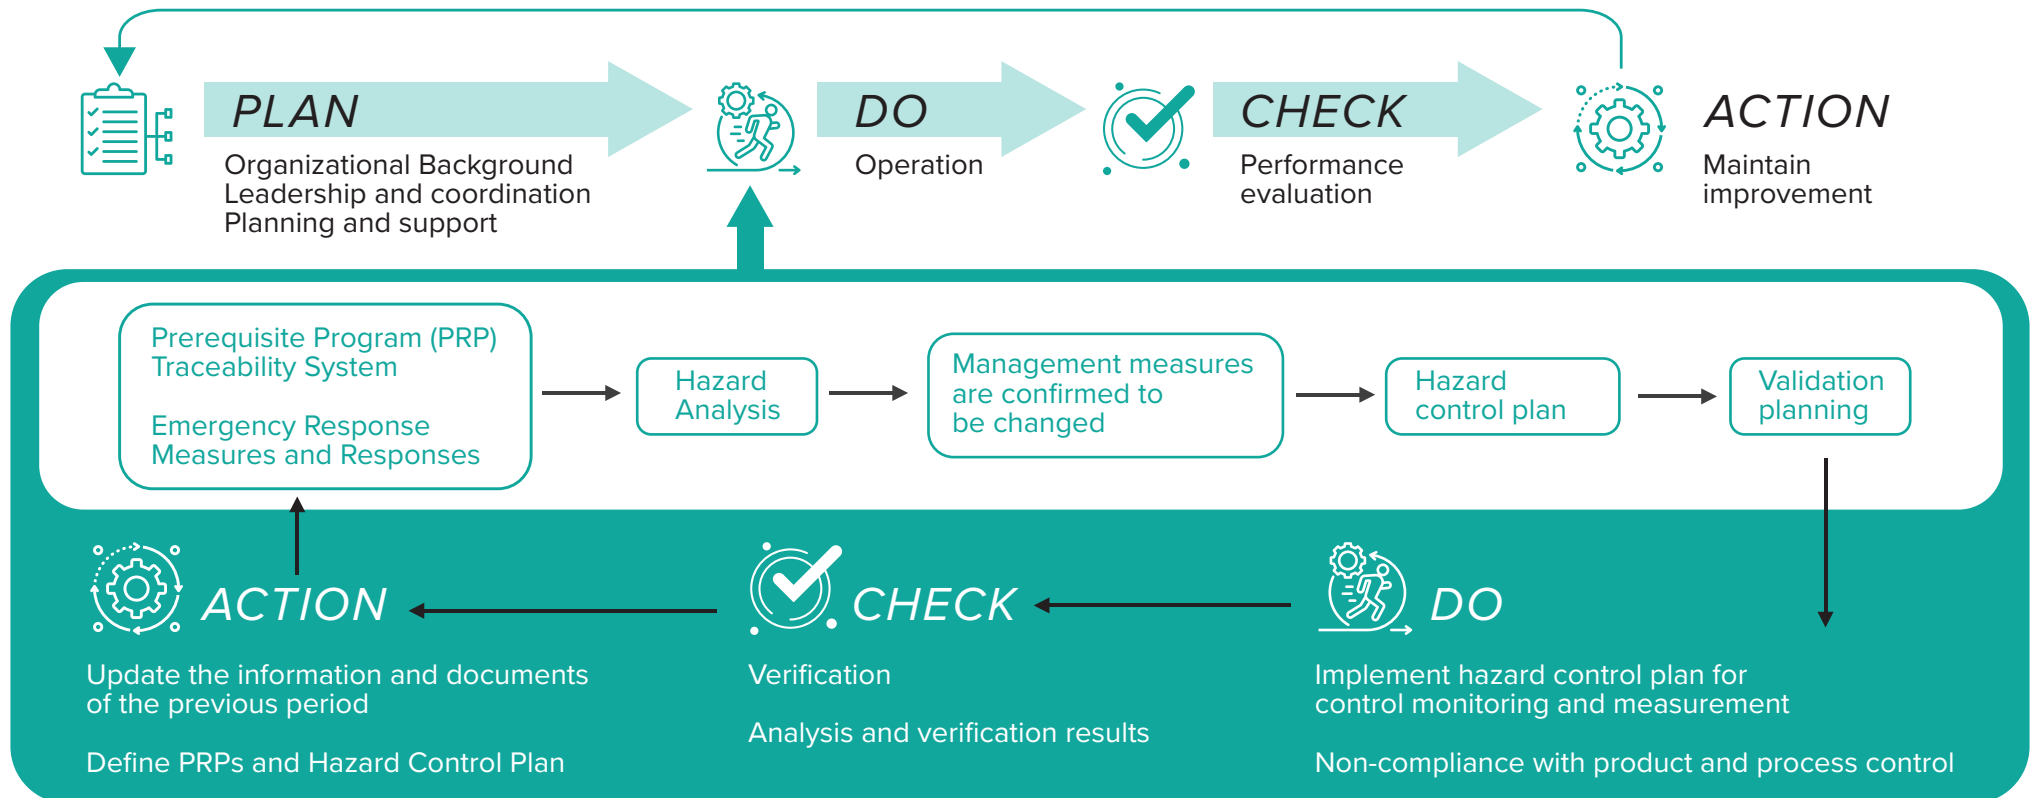 PLAN
Organizational Background
Leadership and coordination
Planning and support
DO
Operation
CHECK
Performance
evaluation
ACTION
Maintain
improvement
Prerequisite Program (PRP)
Traceability System
Emergency Response
Measures and Responses
Hazard
Analysis
Management measures
are confirmed to
be changed
Hazard
control plan
Validation
planning
ACTION
Update the information and documents
of the previous period
Define PRPs and Hazard Control Plan
CHECK
Verification
Analysis and verification results
DO
Implement hazard control plan for
control monitoring and measurement
Non-compliance with product and process control